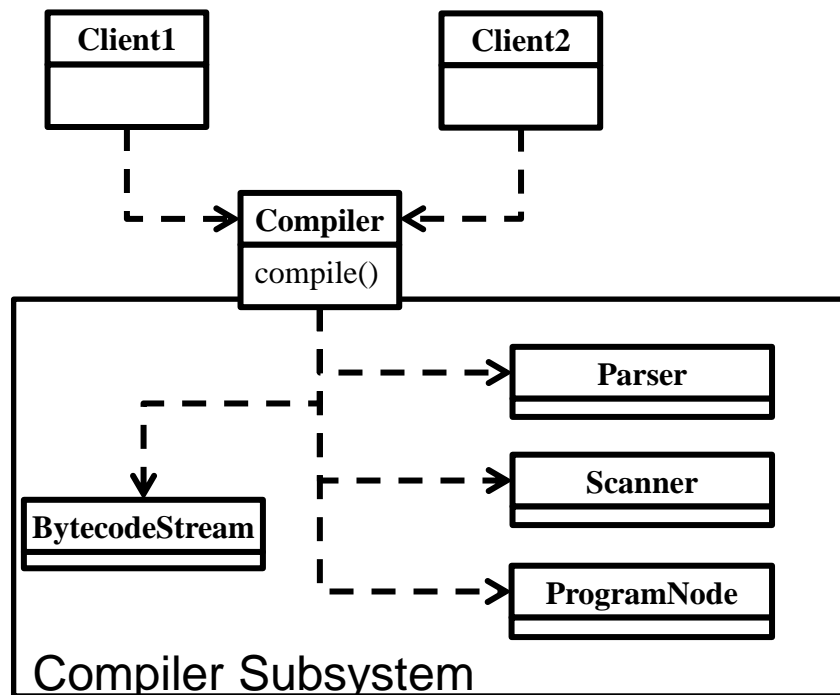 Client1
Client2
Compiler
compile()
Parser
Scanner
BytecodeStream
ProgramNode
Compiler Subsystem